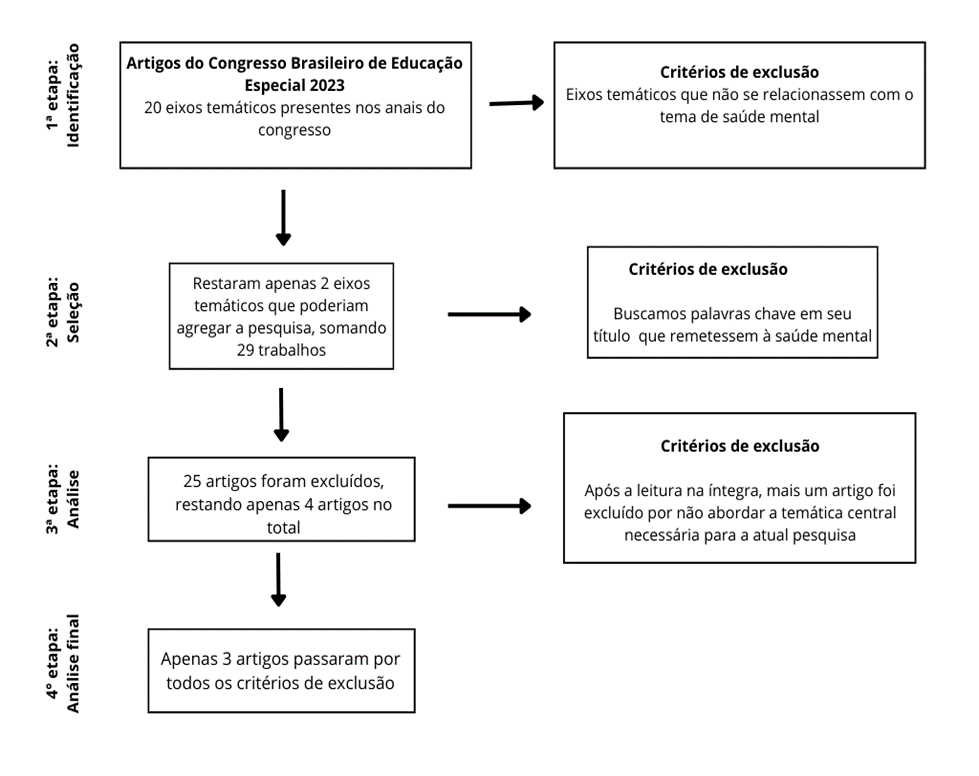 1ª etapa:
Identificação
Artigos do Congresso Brasileiro de Educação
Especial 2023
20 eixos temáticos presentes nos anais do
congresso
Critérios de exclusão
Eixos temáticos que não se relacionassem com o
tema de saúde mental
2ª etapa:
Seleção
Restaram apenas 2 eixos
temáticos que poderiam
agregar a pesquisa, somando
29 trabalhos
Critérios de exclusão
Buscamos palavras chave em seu
título que remetessem à saúde mental
3ª etapa:
Análise
25 artigos foram excluídos,
restando apenas 4 artigos no
total
Critérios de exclusão
Após a leitura na íntegra, mais um artigo foi
excluído por não abordar a temática central
necessária para a atual pesquisa
4° etapa:
Análise final
Apenas 3 artigos passaram por
todos os critérios de exclusão